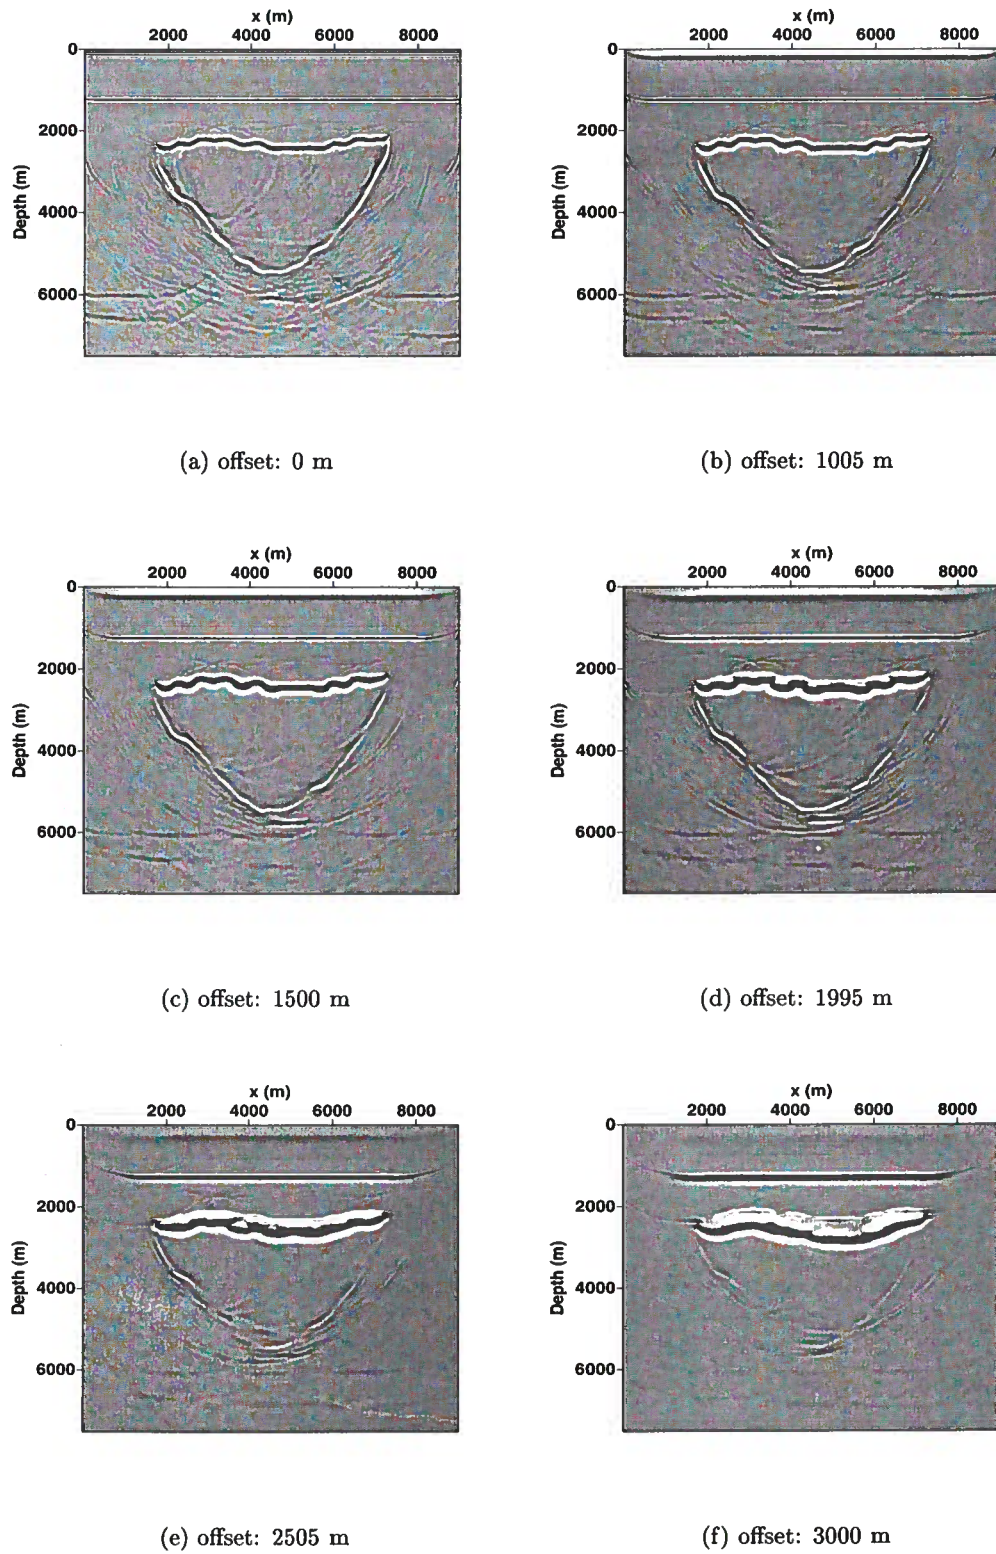 x (m)
2000 4000 6000 8000
0
2000
4000
6000
Depth (m)
(a) offset: 0 m
x (m)
2000 4000 6000 8000
0
2000
4000
6000
Depth (m)
(b) offset: 1005 m
x (m)
2000 4000 6000 8000
0
2000
4000
6000
Depth (m)
(c) offset: 1500 m
x (m)
2000 4000 6000 8000
0
2000
4000
6000
Depth (m)
(d) offset: 1995 m
x (m)
2000 4000 6000 8000
0
2000
4000
6000
Depth (m)
(e) offset: 2505 m
x (m)
2000 4000 6000 8000
0
2000
4000
6000
Depth (m)
(f) offset: 3000 m